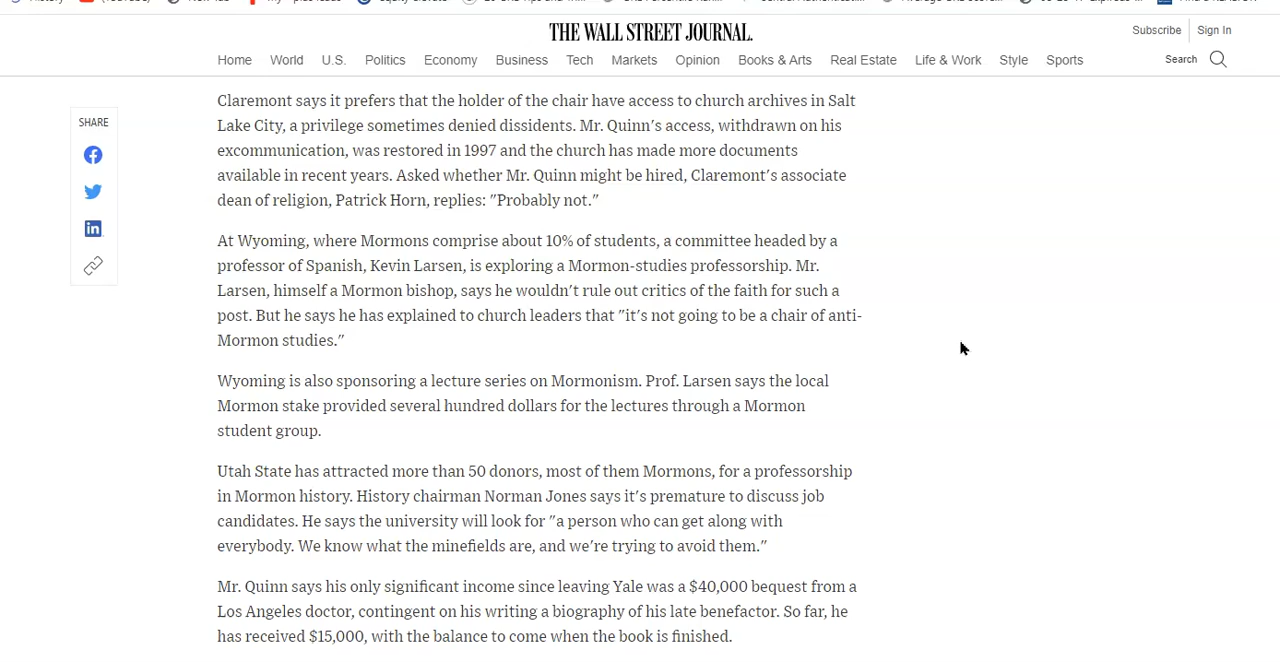 THE WALL STREET JOURNAL.
Subscribe Sign In
Home World U.S. Politics Economy Business Tech Markets Opinion Books & Arts Real Estate Life & Work Style Sports Search
SHARE
Claremont says it prefers that the holder of the chair have access to church archives in Salt
Lake City, a privilege sometimes denied dissidents. Mr. Quinn's access, withdrawn on his
excommunication, was restored in 1997 and the church has made more documents
available in recent years. Asked whether Mr. Quinn might be hired, Claremont's associate
dean of religion, Patrick Horn, replies: "Probably not."
At Wyoming, where Mormons comprise about 10% of students, a committee headed by a
professor of Spanish, Kevin Larsen, is exploring a Mormon-studies professorship. Mr.
Larsen, himself a Mormon bishop, says he wouldn't rule out critics of the faith for such a
post. But he says he has explained to church leaders that "it's not going to be a chair of anti-
Mormon studies."
Wyoming is also sponsoring a lecture series on Mormonism. Prof. Larsen says the local
Mormon stake provided several hundred dollars for the lectures through a Mormon
student group.
Utah State has attracted more than 50 donors, most of them Mormons, for a professorship
in Mormon history. History chairman Norman Jones says it's premature to discuss job
candidates. He says the university will look for "a person who can get along with
everybody. We know what the minefields are, and we're trying to avoid them."
Mr. Quinn says his only significant income since leaving Yale was a $40,000 bequest from a
Los Angeles doctor, contingent on his writing a biography of his late benefactor. So far, he
has received $15,000, with the balance to come when the book is finished.